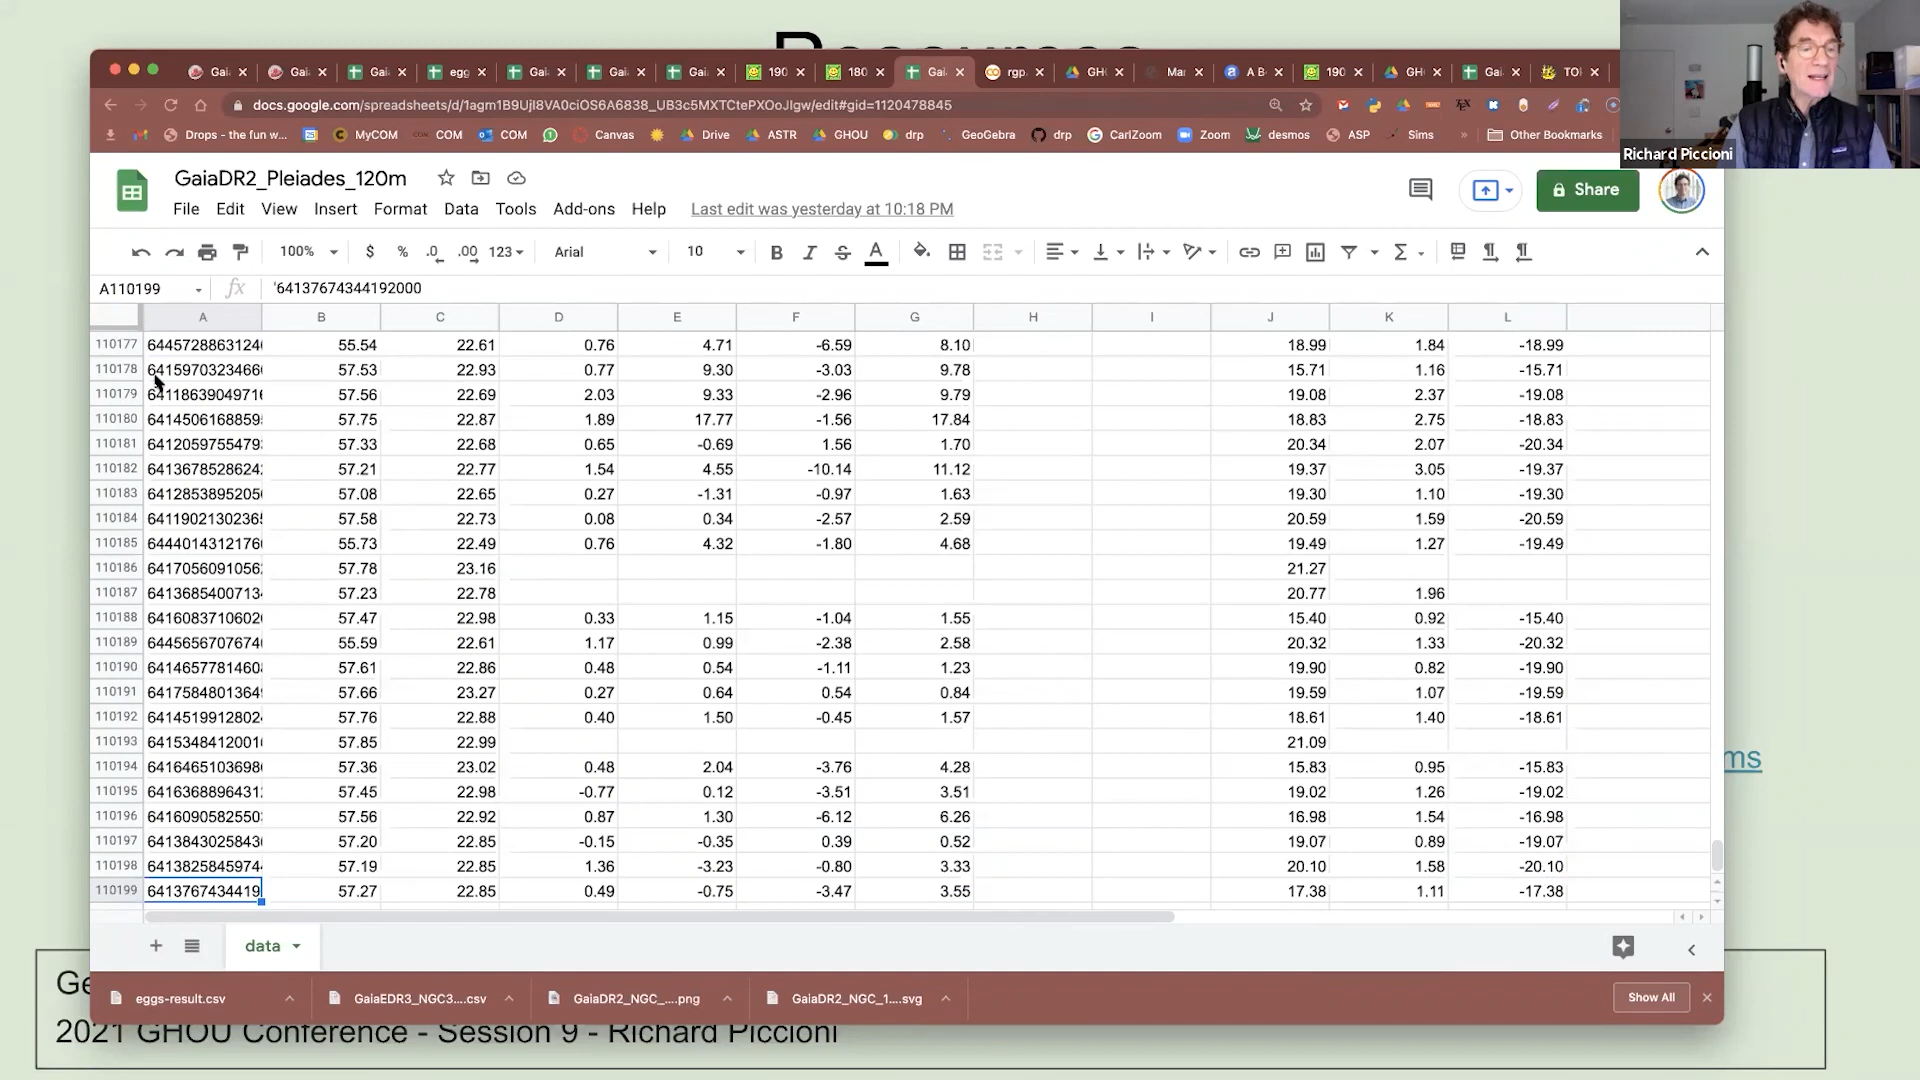 Resources
Gai
Gai
Gai
egg
Gai
Gai
Gai
190
180
Gai
rgp.
GHO
Mar
A Bo
190
GHO
Gai
TO
docs.google.com/spreadsheets/d/1agm1B9UjI8VA0ciOS6A6838_UB3c5MXTCtePXOoJlgw/edit#gid=1120478845
Drops - the fun w... MyCOM COM COM Canvas Drive ASTR GHOU drp GeoGebra drp CarlZoom Zoom desmos ASP Sims » Other Bookmarks
Richard Piccioni
GaiaDR2_Pleiades_120m
File Edit View Insert Format Data Tools Add-ons Help Last edit was yesterday at 10:18 PM
Share
100% $ % .0 .00 123 Arial 10 B I S A
A110199 fx '64137674344192000
A B C D E F G H I J K L
110177 6445728863124 55.54 22.61 0.76 4.71 -6.59 8.10 18.99 1.84 -18.99
110178 6415970323466 57.53 22.93 0.77 9.30 -3.03 9.78 15.71 1.16 -15.71
110179 6411863904971 57.56 22.69 2.03 9.33 -2.96 9.79 19.08 2.37 -19.08
110180 6414506168859 57.75 22.87 1.89 17.77 -1.56 17.84 18.83 2.75 -18.83
110181 6412059755479 57.33 22.68 0.65 -0.69 1.56 1.70 20.34 2.07 -20.34
110182 6413678528624 57.21 22.77 1.54 4.55 -10.14 11.12 19.37 3.05 -19.37
110183 6412853895205 57.08 22.65 0.27 -1.31 -0.97 1.63 19.30 1.10 -19.30
110184 6411902130236 57.58 22.73 0.08 0.34 -2.57 2.59 20.59 1.59 -20.59
110185 6444014312176 55.73 22.49 0.76 4.32 -1.80 4.68 19.49 1.27 -19.49
110186 6417056091056 57.78 23.16 21.27
110187 6413685400713 57.23 22.78 20.77 1.96
110188 6416083710602 57.47 22.98 0.33 1.15 -1.04 1.55 15.40 0.92 -15.40
110189 6445656707674 55.59 22.61 1.17 0.99 -2.38 2.58 20.32 1.33 -20.32
110190 6414657781460 57.61 22.86 0.48 0.54 -1.11 1.23 19.90 0.82 -19.90
110191 6417584801364 57.66 23.27 0.27 0.64 0.54 0.84 19.59 1.07 -19.59
110192 6414519912802 57.76 22.88 0.40 1.50 -0.45 1.57 18.61 1.40 -18.61
110193 6415348412001 57.85 22.99 21.09
110194 6416465103698 57.36 23.02 0.48 2.04 -3.76 4.28 15.83 0.95 -15.83
110195 6416368896431 57.45 22.98 -0.77 0.12 -3.51 3.51 19.02 1.26 -19.02
110196 6416090582550 57.56 22.92 0.87 1.30 -6.12 6.26 16.98 1.54 -16.98
110197 6413843025843 57.20 22.85 -0.15 -0.35 0.39 0.52 19.07 0.89 -19.07
110198 6413825845974 57.19 22.85 1.36 -3.23 -0.80 3.33 20.10 1.58 -20.10
110199 6413767434419 57.27 22.85 0.49 -0.75 -3.47 3.55 17.38 1.11 -17.38
ms
data
eggs-result.csv GaiaEDR3_NGC3....csv GaiaDR2_NGC_....png GaiaDR2_NGC_1....svg Show All
Ge
2021 GHOU Conference - Session 9 - Richard Piccioni